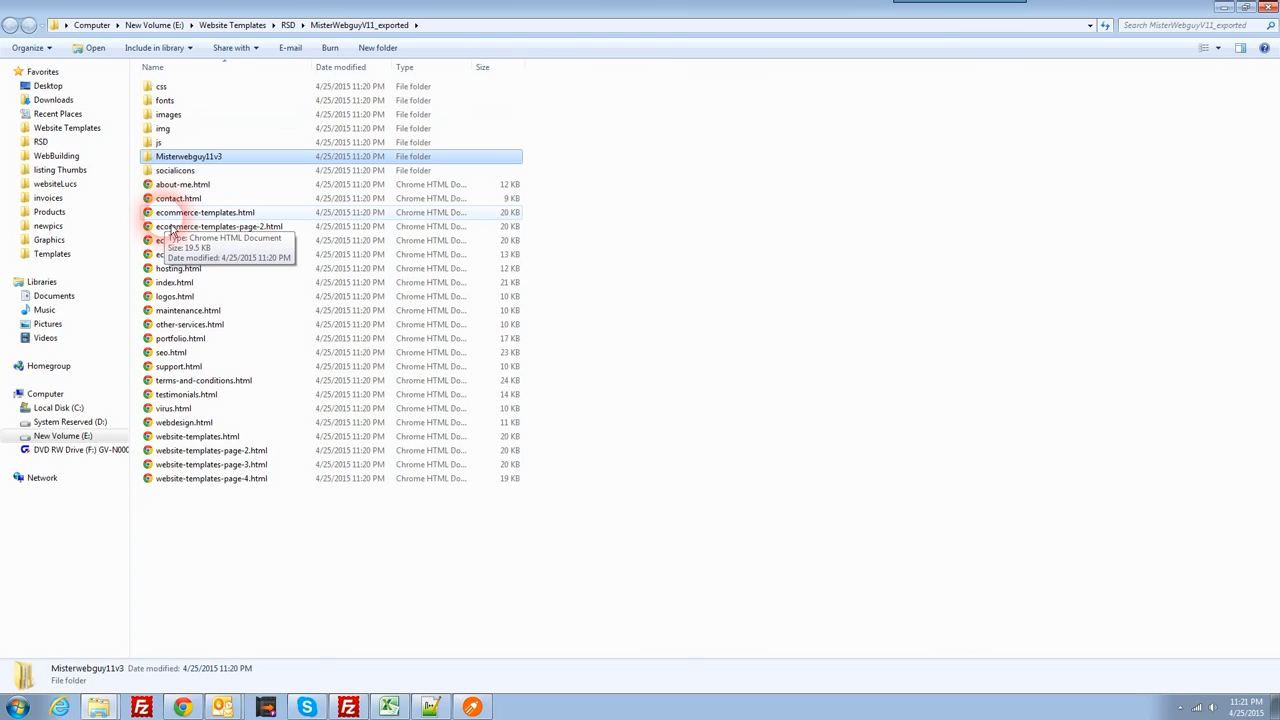 Computer ▸ New Volume (E:) ▸ Website Templates ▸ RSD ▸ MisterWebguyV11_exported ▸
Search MisterWebguyV11_exported
Organize Open Include in library Share with E-mail Burn New folder
Name Date modified Type Size
Favorites
Desktop
Downloads
Recent Places
Website Templates
RSD
WebBuilding
listing Thumbs
websiteLucs
invoices
Products
newpics
Graphics
Templates
Libraries
Documents
Music
Pictures
Videos
Homegroup
Computer
Local Disk (C:)
System Reserved (D:)
New Volume (E:)
DVD RW Drive (F:) GV-N000
Network
css 4/25/2015 11:20 PM File folder
fonts 4/25/2015 11:20 PM File folder
images 4/25/2015 11:20 PM File folder
img 4/25/2015 11:20 PM File folder
js 4/25/2015 11:20 PM File folder
Misterwebguy11v3 4/25/2015 11:20 PM File folder
socialicons 4/25/2015 11:20 PM File folder
about-me.html 4/25/2015 11:20 PM Chrome HTML Do... 12 KB
contact.html 4/25/2015 11:20 PM Chrome HTML Do... 9 KB
ecommerce-templates.html 4/25/2015 11:20 PM Chrome HTML Do... 20 KB
ecommerce-templates-page-2.html 4/25/2015 11:20 PM Chrome HTML Do... 20 KB
ec 4/25/2015 11:20 PM Chrome HTML Do... 20 KB
ec 4/25/2015 11:20 PM Chrome HTML Do... 13 KB
Type: Chrome HTML Document
Size: 19.5 KB
Date modified: 4/25/2015 11:20 PM
hosting.html 4/25/2015 11:20 PM Chrome HTML Do... 10 KB
index.html 4/25/2015 11:20 PM Chrome HTML Do... 21 KB
logos.html 4/25/2015 11:20 PM Chrome HTML Do... 10 KB
maintenance.html 4/25/2015 11:20 PM Chrome HTML Do... 10 KB
other-services.html 4/25/2015 11:20 PM Chrome HTML Do... 10 KB
portfolio.html 4/25/2015 11:20 PM Chrome HTML Do... 17 KB
seo.html 4/25/2015 11:20 PM Chrome HTML Do... 23 KB
support.html 4/25/2015 11:20 PM Chrome HTML Do... 10 KB
terms-and-conditions.html 4/25/2015 11:20 PM Chrome HTML Do... 24 KB
testimonials.html 4/25/2015 11:20 PM Chrome HTML Do... 14 KB
virus.html 4/25/2015 11:20 PM Chrome HTML Do... 10 KB
webdesign.html 4/25/2015 11:20 PM Chrome HTML Do... 11 KB
website-templates.html 4/25/2015 11:20 PM Chrome HTML Do... 20 KB
website-templates-page-2.html 4/25/2015 11:20 PM Chrome HTML Do... 20 KB
website-templates-page-3.html 4/25/2015 11:20 PM Chrome HTML Do... 20 KB
website-templates-page-4.html 4/25/2015 11:20 PM Chrome HTML Do... 19 KB
Misterwebguy11v3 Date modified: 4/25/2015 11:20 PM
File folder
11:21 PM
4/25/2015